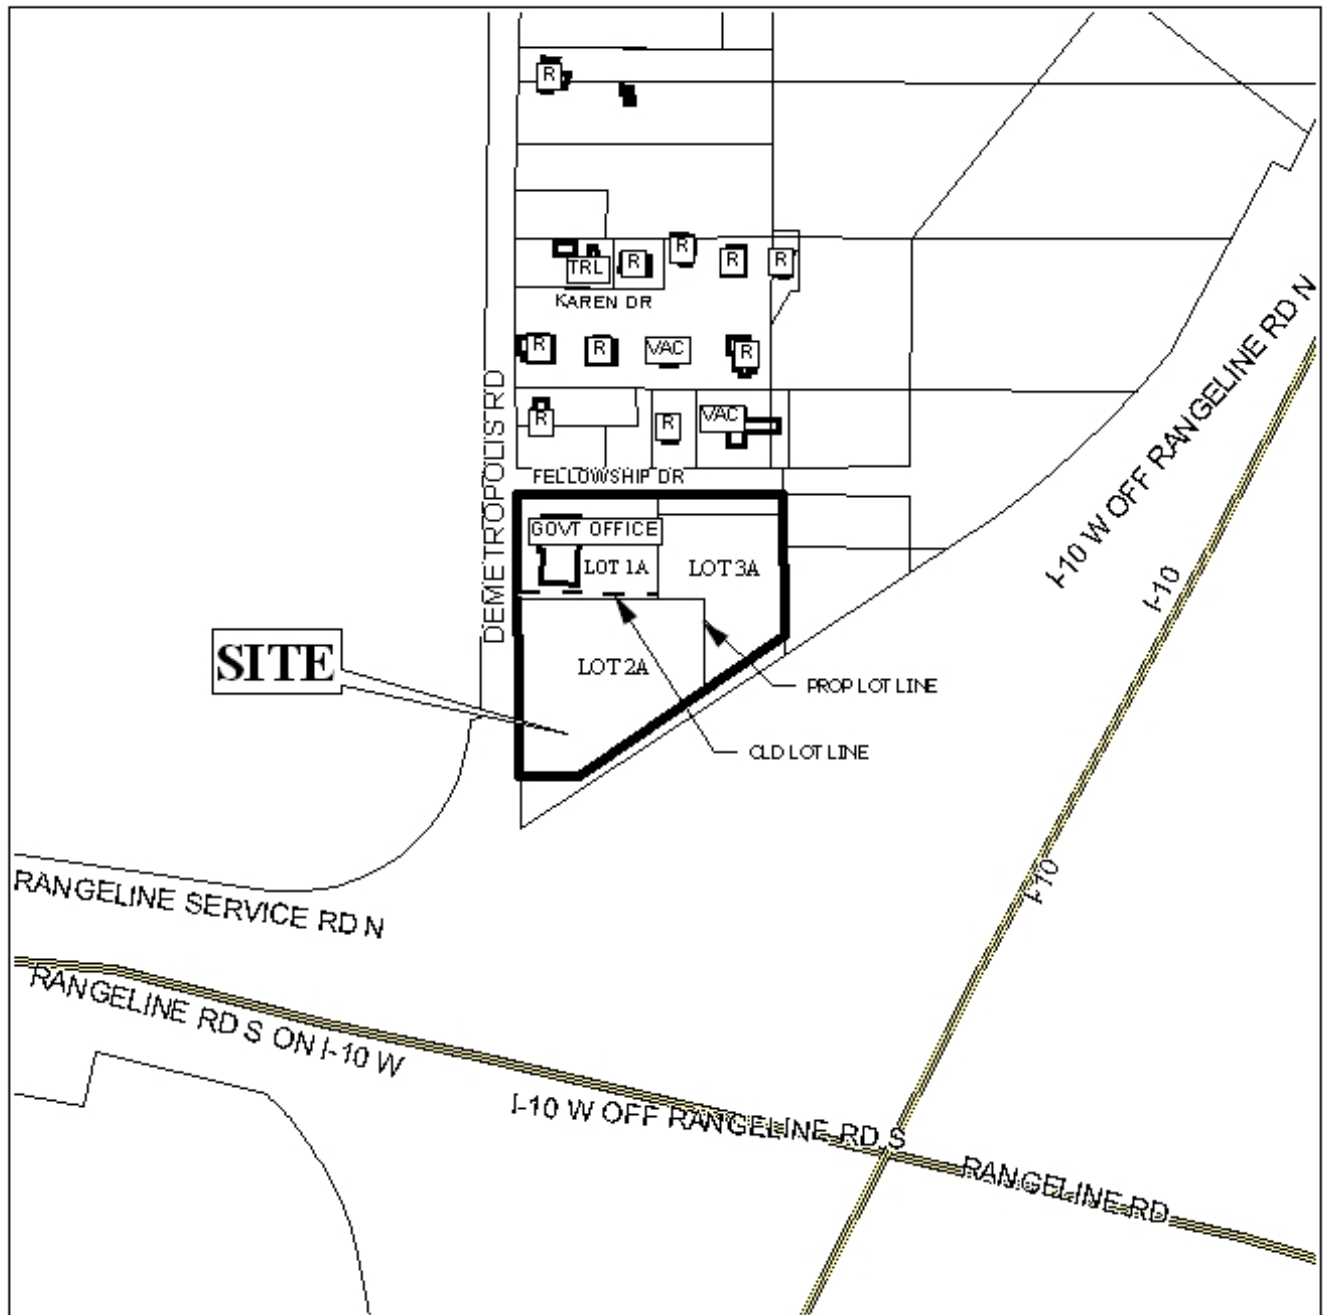 R
R
TRL
R
R
R
KAREN DR
R
R
VAC
R
R
R
VAC
DEMETROPOLIS RD
FELLOWSHIP DR
GOVT OFFICE
LOT 1A
LOT 3A
LOT 2A
SITE
PROP LOT LINE
OLD LOT LINE
I-10 W OFF RANGELINE RD N
I-10
I-10
RANGELINE SERVICE RD N
RANGELINE RD S ON I-10 W
I-10 W OFF RANGELINE RD S
RANGELINE RD